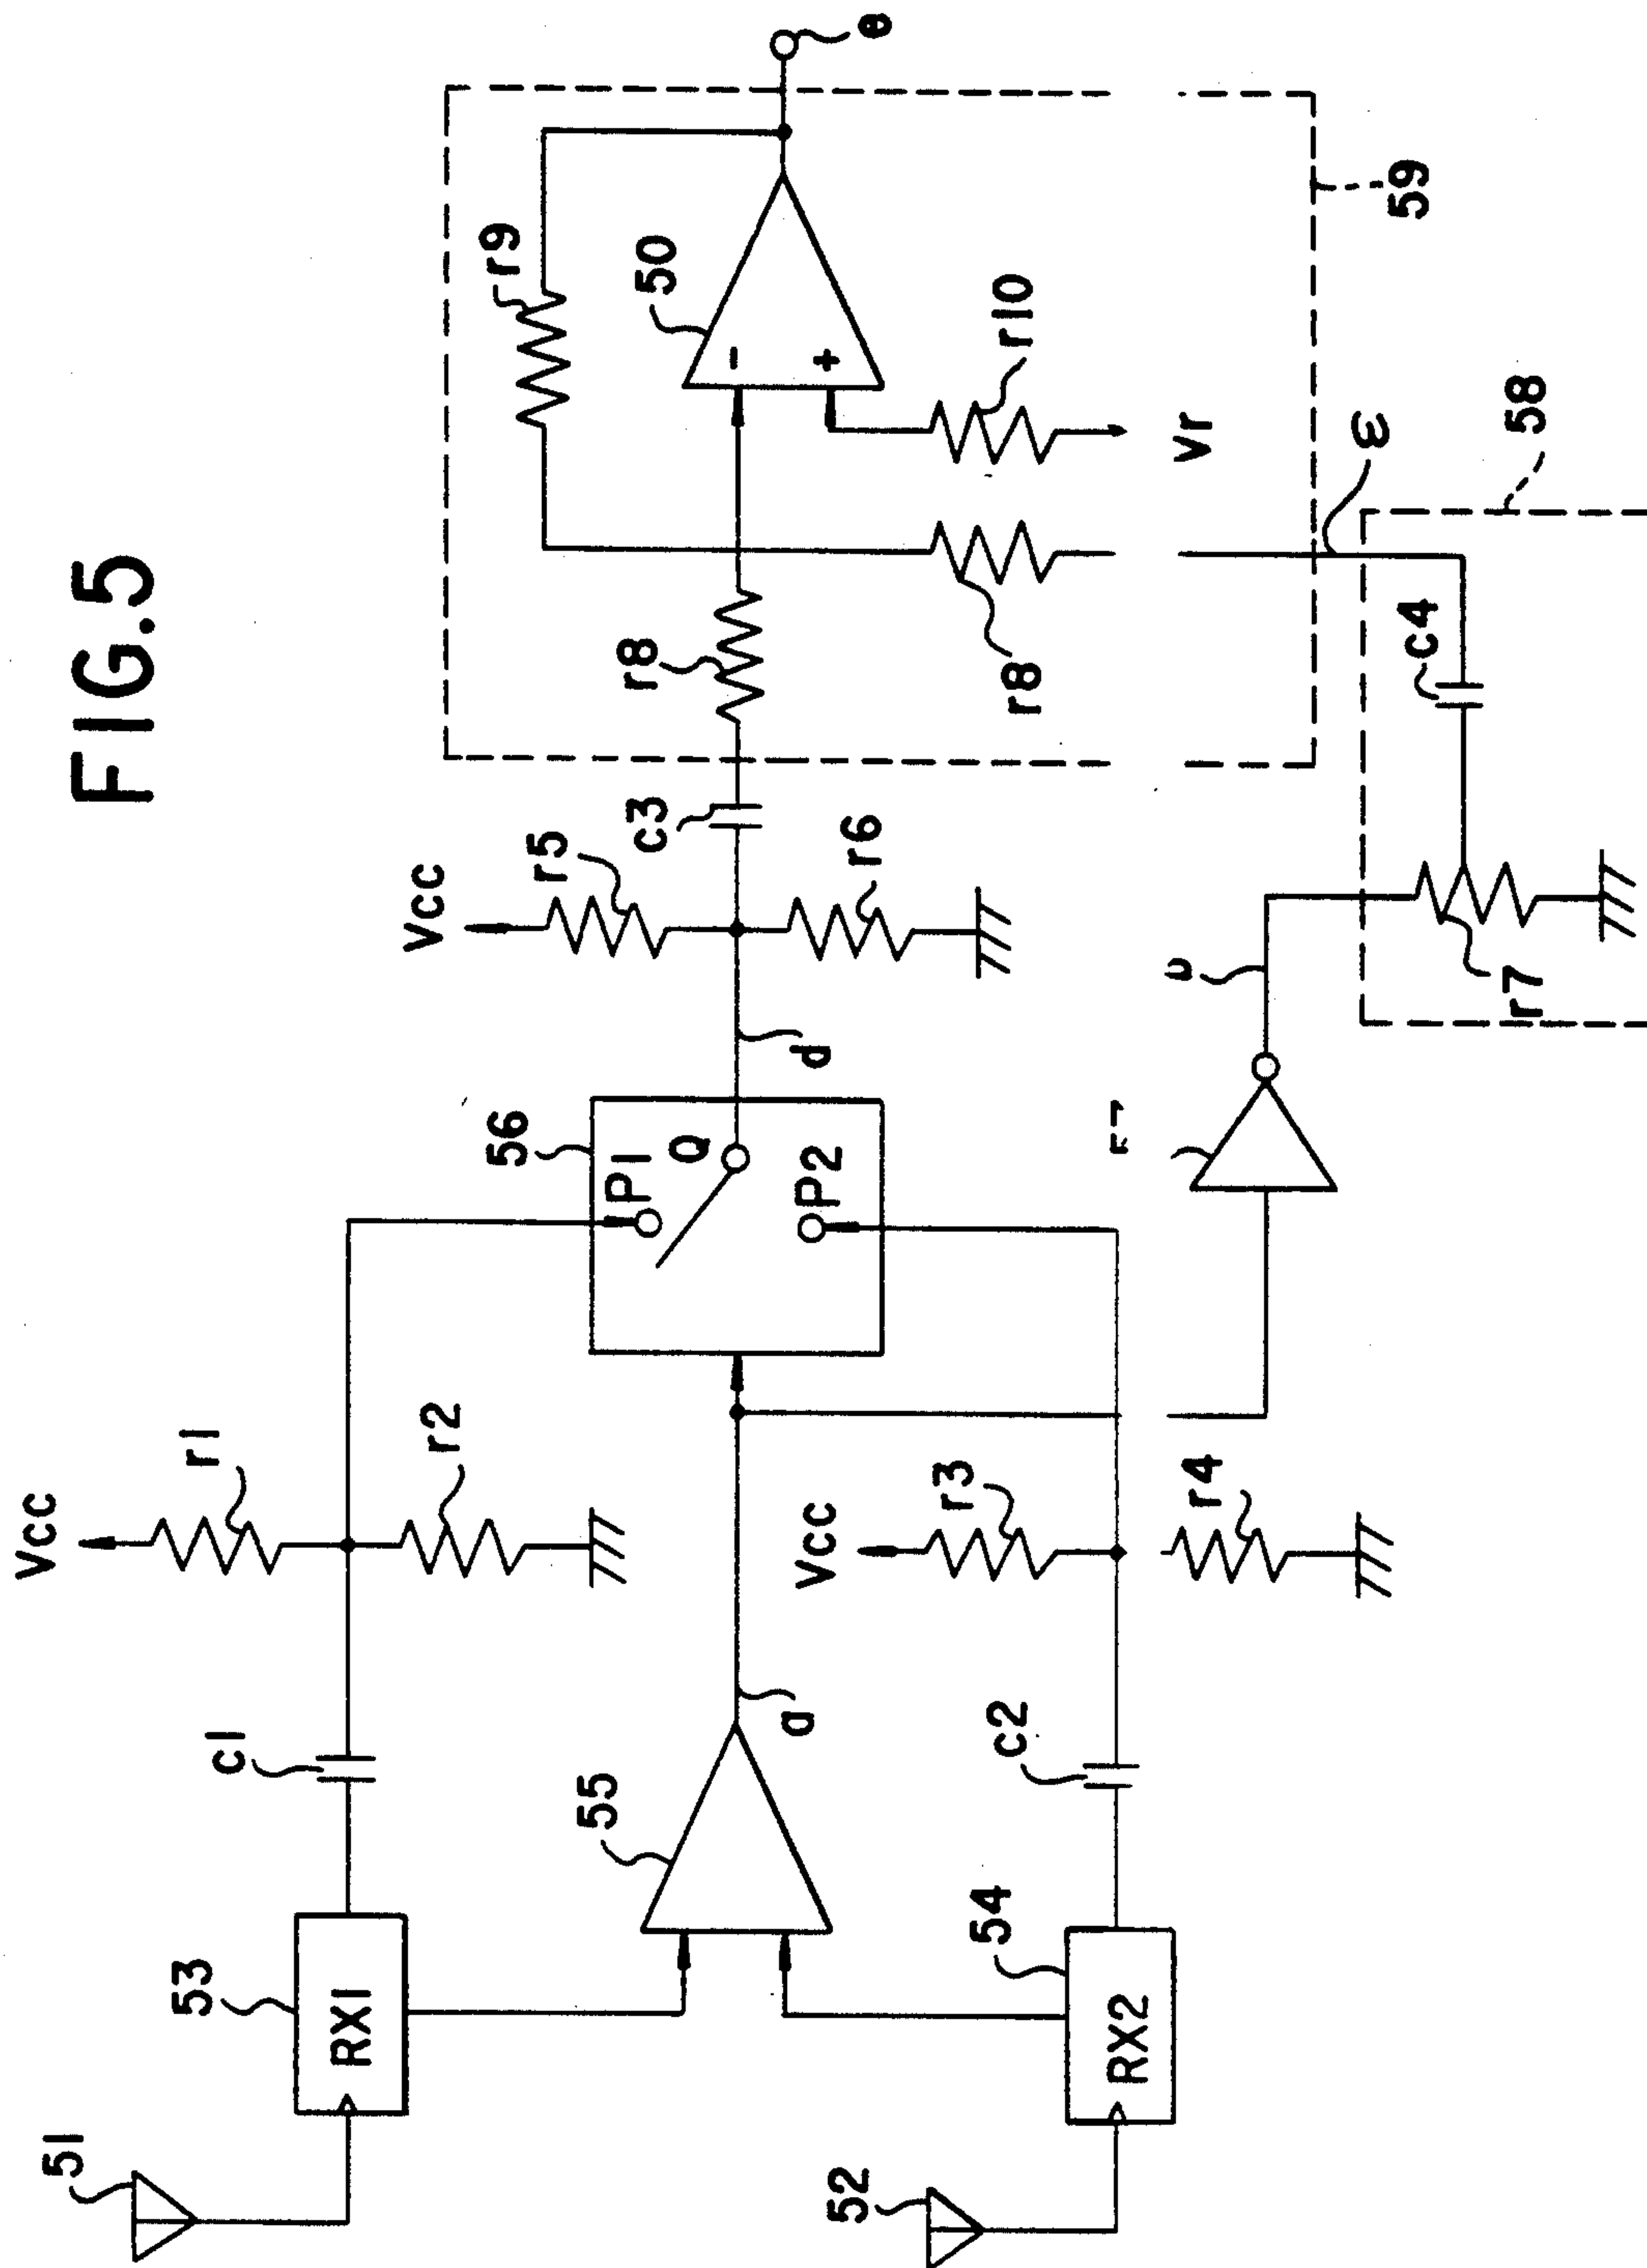 FIG.5
51
53
RX1
c1
Vcc
r1
r2
55
a
52
54
RX2
c2
Vcc
r3
r4
56
P1
Q
P2
d
Vcc
r5
r6
c3
r8
r9
50
-
+
r10
Vr
r8
e
59
ε
58
r7
c4